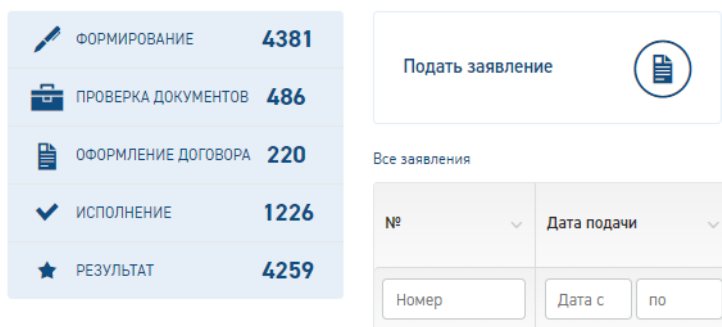 ФОРМИРОВАНИЕ 4381
ПРОВЕРКА ДОКУМЕНТОВ 486
ОФОРМЛЕНИЕ ДОГОВОРА 220
ИСПОЛНЕНИЕ 1226
РЕЗУЛЬТАТ 4259
Подать заявление
Все заявления
№ Дата подачи
Номер Дата с по